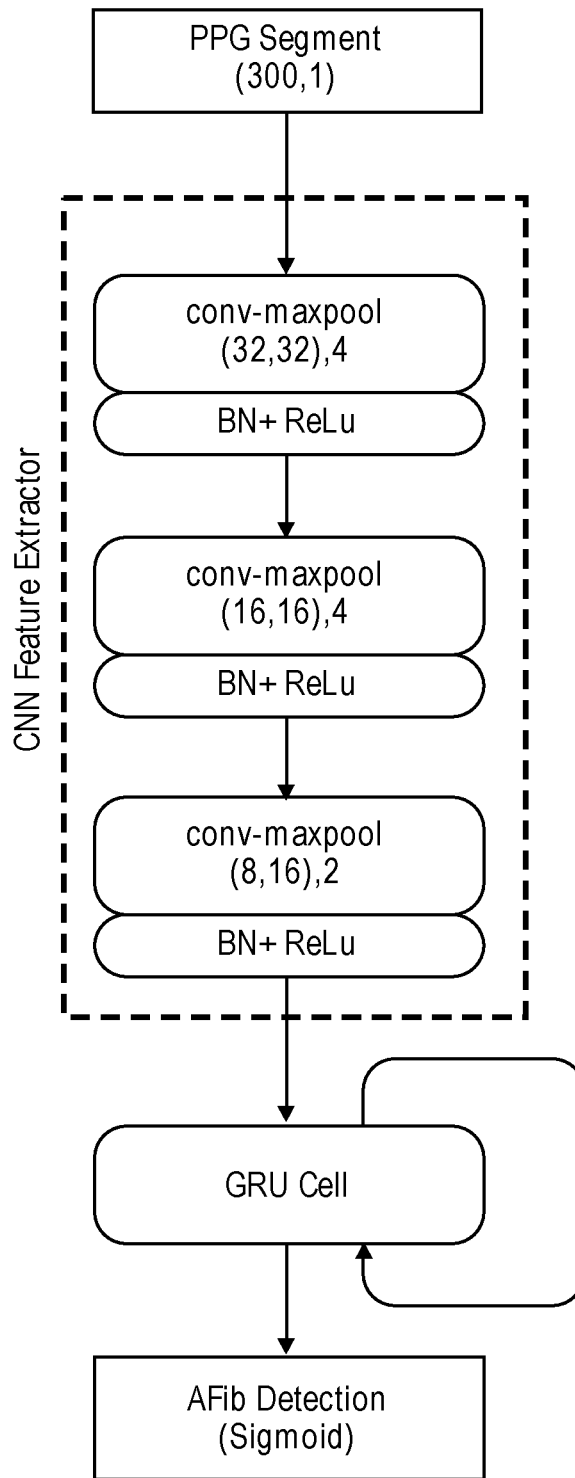 PPG Segment
(300,1)
conv-maxpool
(32,32),4
BN+ ReLu
CNN Feature Extractor
conv-maxpool
(16,16),4
BN+ ReLu
conv-maxpool
(8,16),2
BN+ ReLu
GRU Cell
AFib Detection
(Sigmoid)